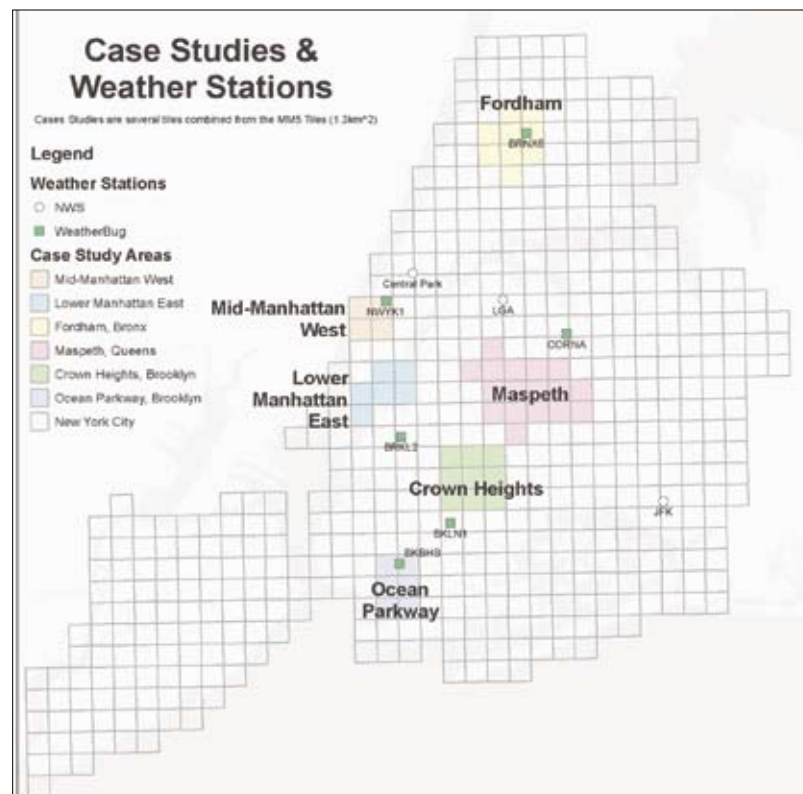 Case Studies &
Weather Stations
Cases Studies are several tiles combined from the MM5 Tiles (1.3km^2)
Legend
Weather Stations
NWS
WeatherBug
Case Study Areas
Mid-Manhattan West
Lower Manhattan East
Fordham, Bronx
Maspeth, Queens
Crown Heights, Brooklyn
Ocean Parkway, Brooklyn
New York City
Fordham
BRNX6
Central Park
NWYK1
LGA
CORNA
Mid-Manhattan
West
Lower
Manhattan
East
Maspeth
BRKL2
Crown Heights
JFK
BKLN1
BKBHS
Ocean
Parkway